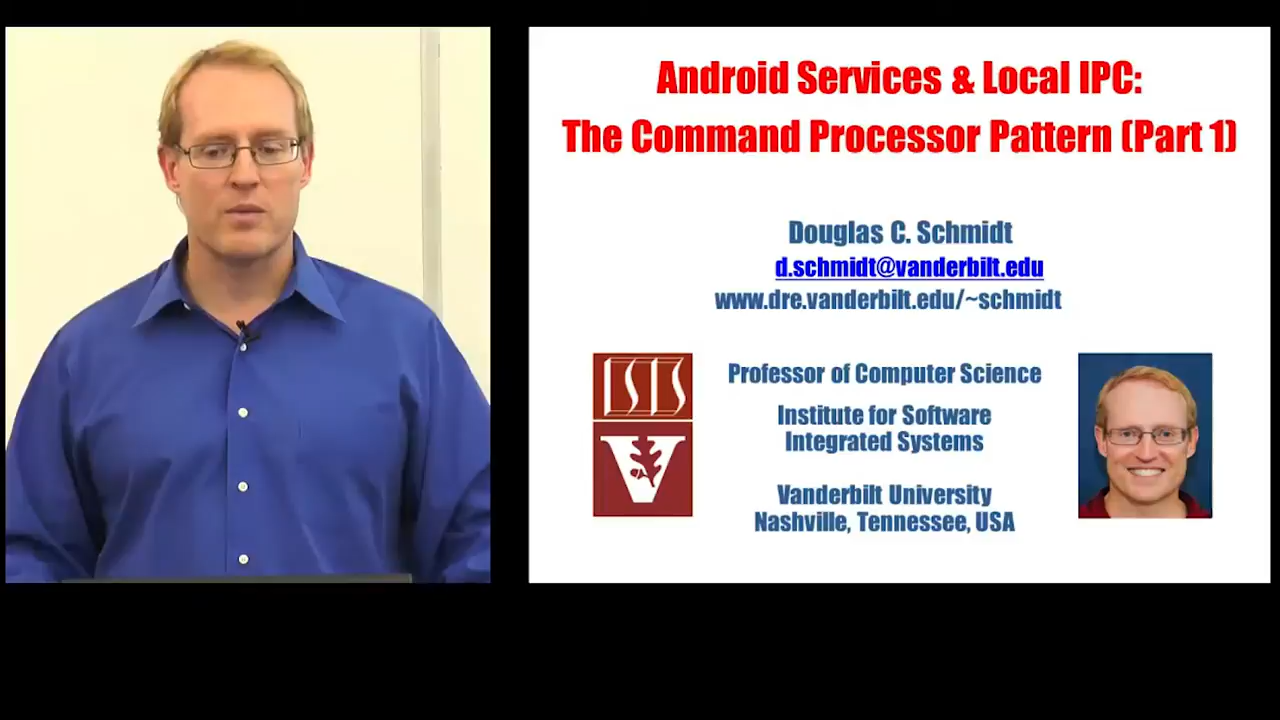 Android Services & Local IPC:
The Command Processor Pattern (Part 1)
Douglas C. Schmidt
d.schmidt@vanderbilt.edu
www.dre.vanderbilt.edu/~schmidt
ISIS
V
Professor of Computer Science
Institute for Software
Integrated Systems
Vanderbilt University
Nashville, Tennessee, USA